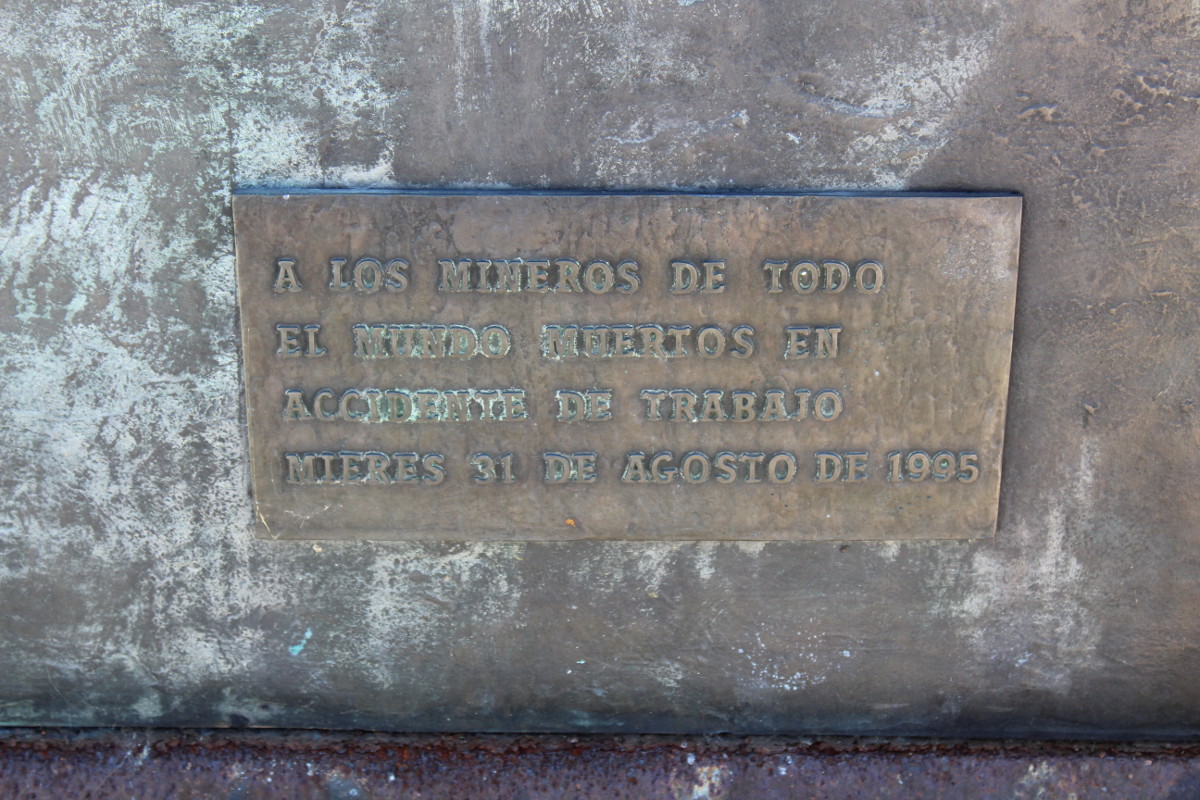 A LOS MINEROS DE TODO
EL MUNDO MUERTOS EN
ACCIDENTE DE TRABAJO
MIERES 31 DE AGOSTO DE 1995